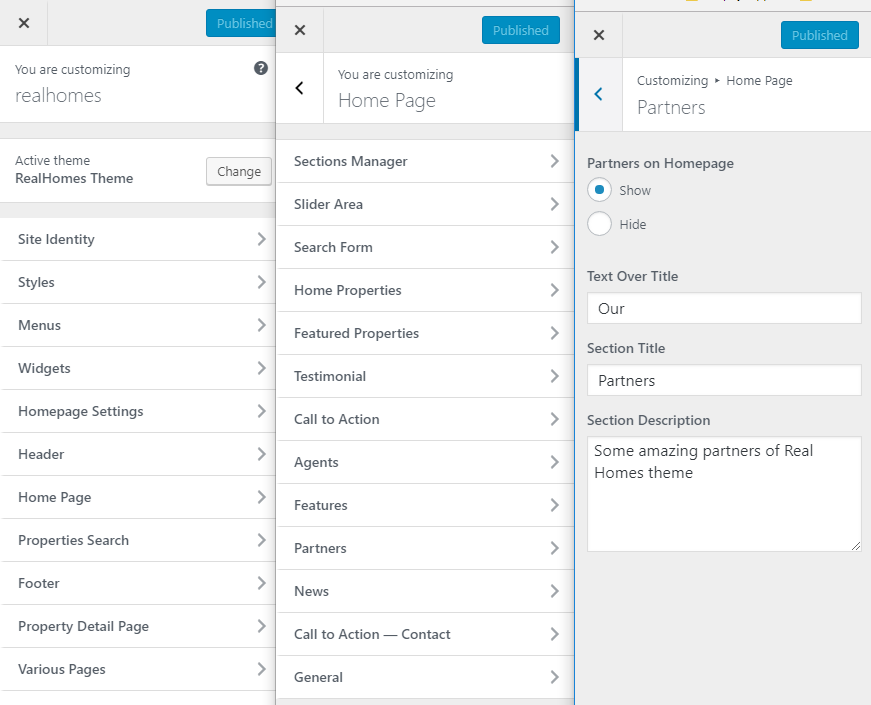 Published
You are customizing
realhomes
Active theme
RealHomes Theme
Change
Site Identity
Styles
Menus
Widgets
Homepage Settings
Header
Home Page
Properties Search
Footer
Property Detail Page
Various Pages
Published
You are customizing
Home Page
Sections Manager
Slider Area
Search Form
Home Properties
Featured Properties
Testimonial
Call to Action
Agents
Features
Partners
News
Call to Action — Contact
General
Published
Customizing ▸ Home Page
Partners
Partners on Homepage
Show
Hide
Text Over Title
Our
Section Title
Partners
Section Description
Some amazing partners of Real
Homes theme